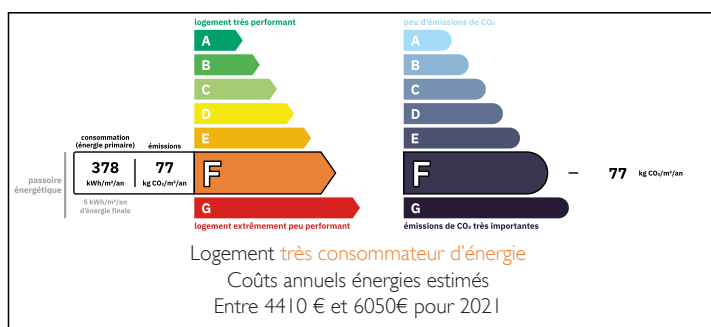 logement très performant
A
B
C
D
E
consommation
(énergie primaire)
émissions
passoire
énergétique
378
kWh/m²/an
77
kg CO₂/m²/an
F
5 kWh/m²/an
d'énergie finale
G
logement extrêmement peu performant
peu d'émissions de CO₂
A
B
C
D
E
F
77 kg CO₂/m²/an
G
émissions de CO₂ très importantes
Logement très consommateur d'énergie
Coûts annuels énergies estimés
Entre 4410 € et 6050€ pour 2021